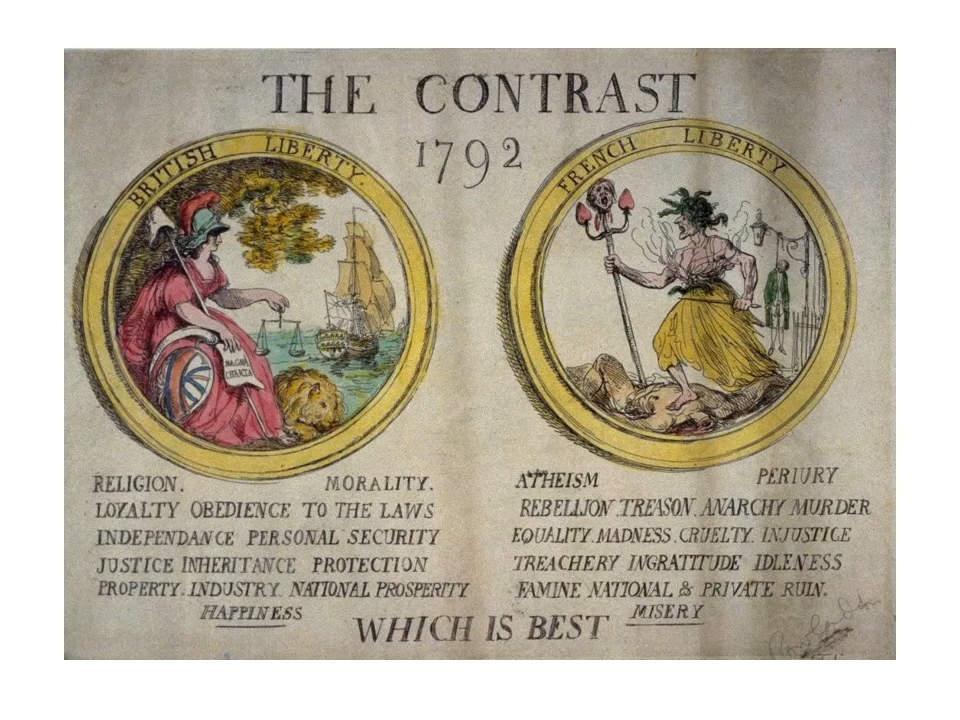 THE CONTRAST
1792
BRITISH LIBERTY.
MAGNA
CHARTA
RELIGION. MORALITY.
LOYALTY OBEDIENCE TO THE LAWS
INDEPENDANCE PERSONAL SECURITY
JUSTICE INHERITANCE PROTECTION
PROPERTY. INDUSTRY. NATIONAL PROSPERITY
HAPPINESS
FRENCH LIBERTY
ATHEISM PERJURY
REBELLION. TREASON. ANARCHY MURDER
EQUALITY. MADNESS. CRUELTY. INJUSTICE
TREACHERY INGRATITUDE IDLENESS
FAMINE NATIONAL & PRIVATE RUIN.
MISERY
WHICH IS BEST